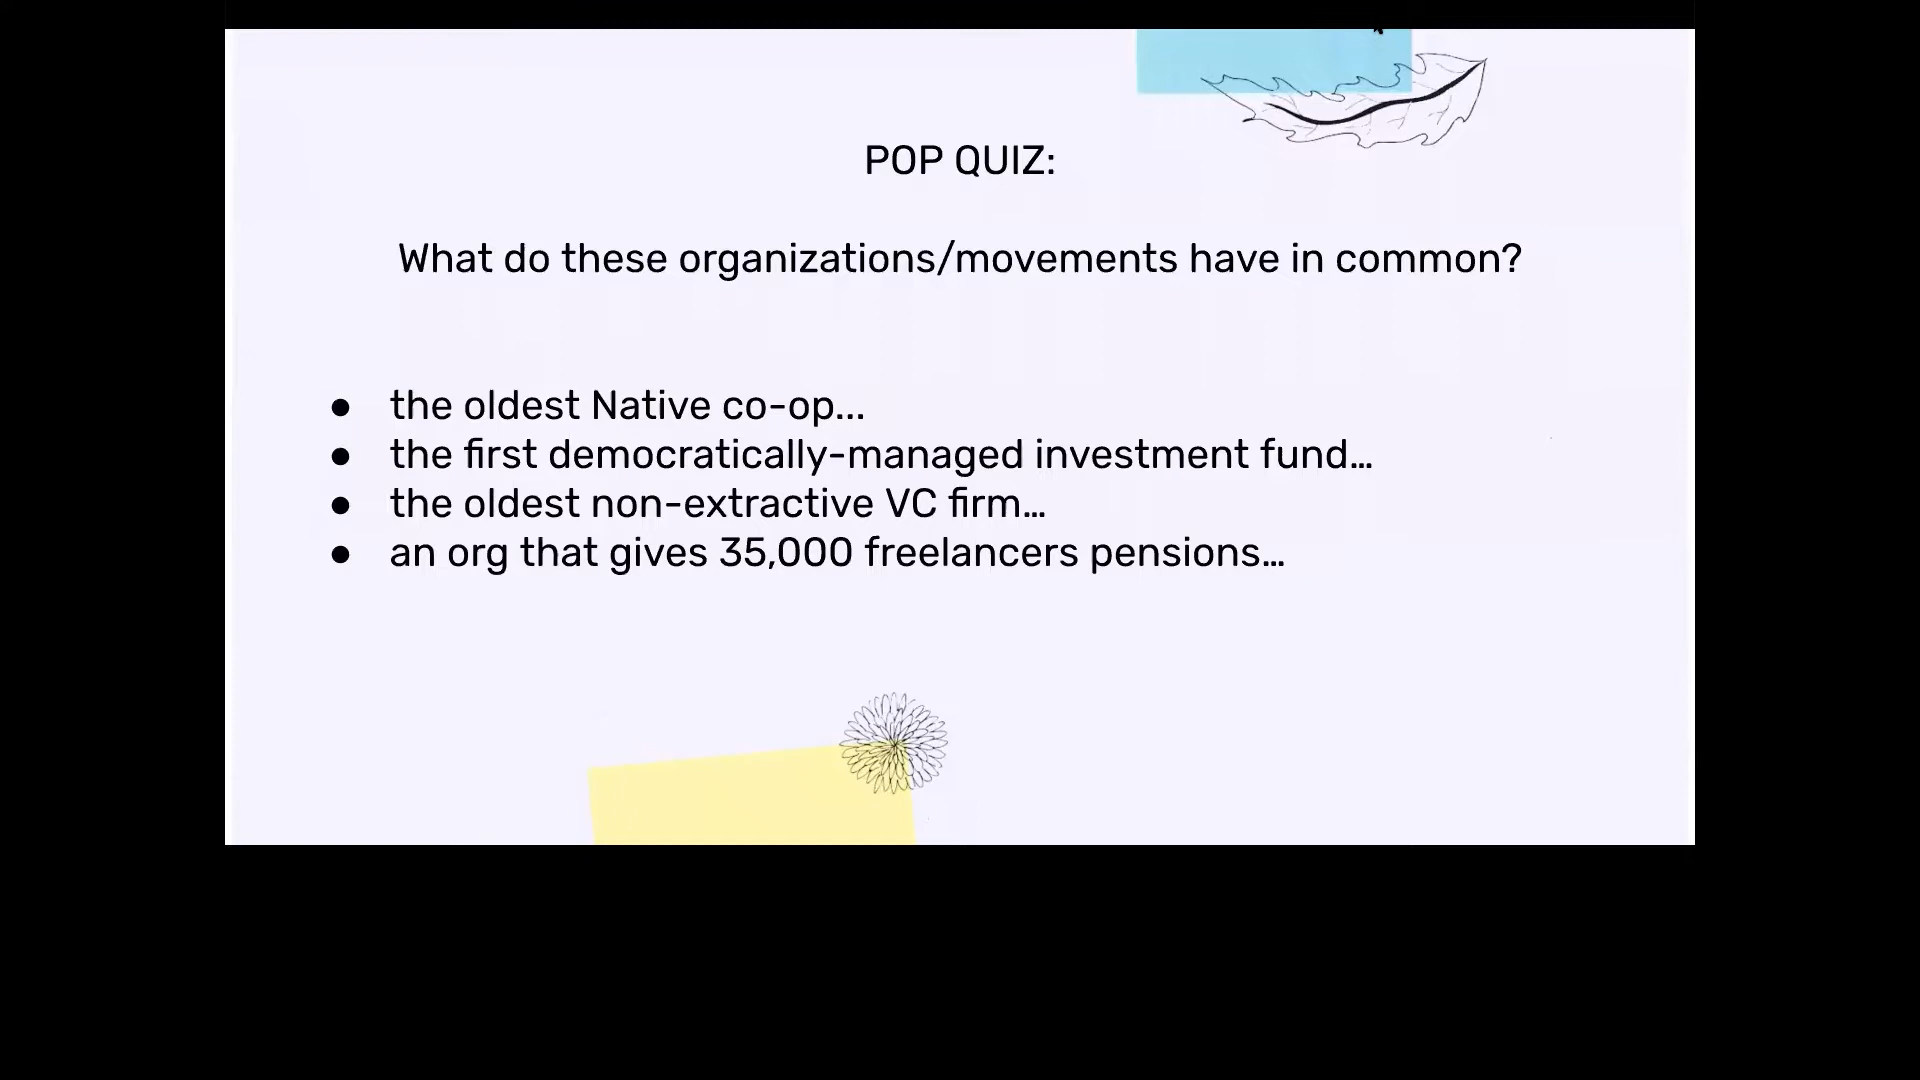 POP QUIZ:
What do these organizations/movements have in common?
● the oldest Native co-op...
● the first democratically-managed investment fund...
● the oldest non-extractive VC firm...
● an org that gives 35,000 freelancers pensions...